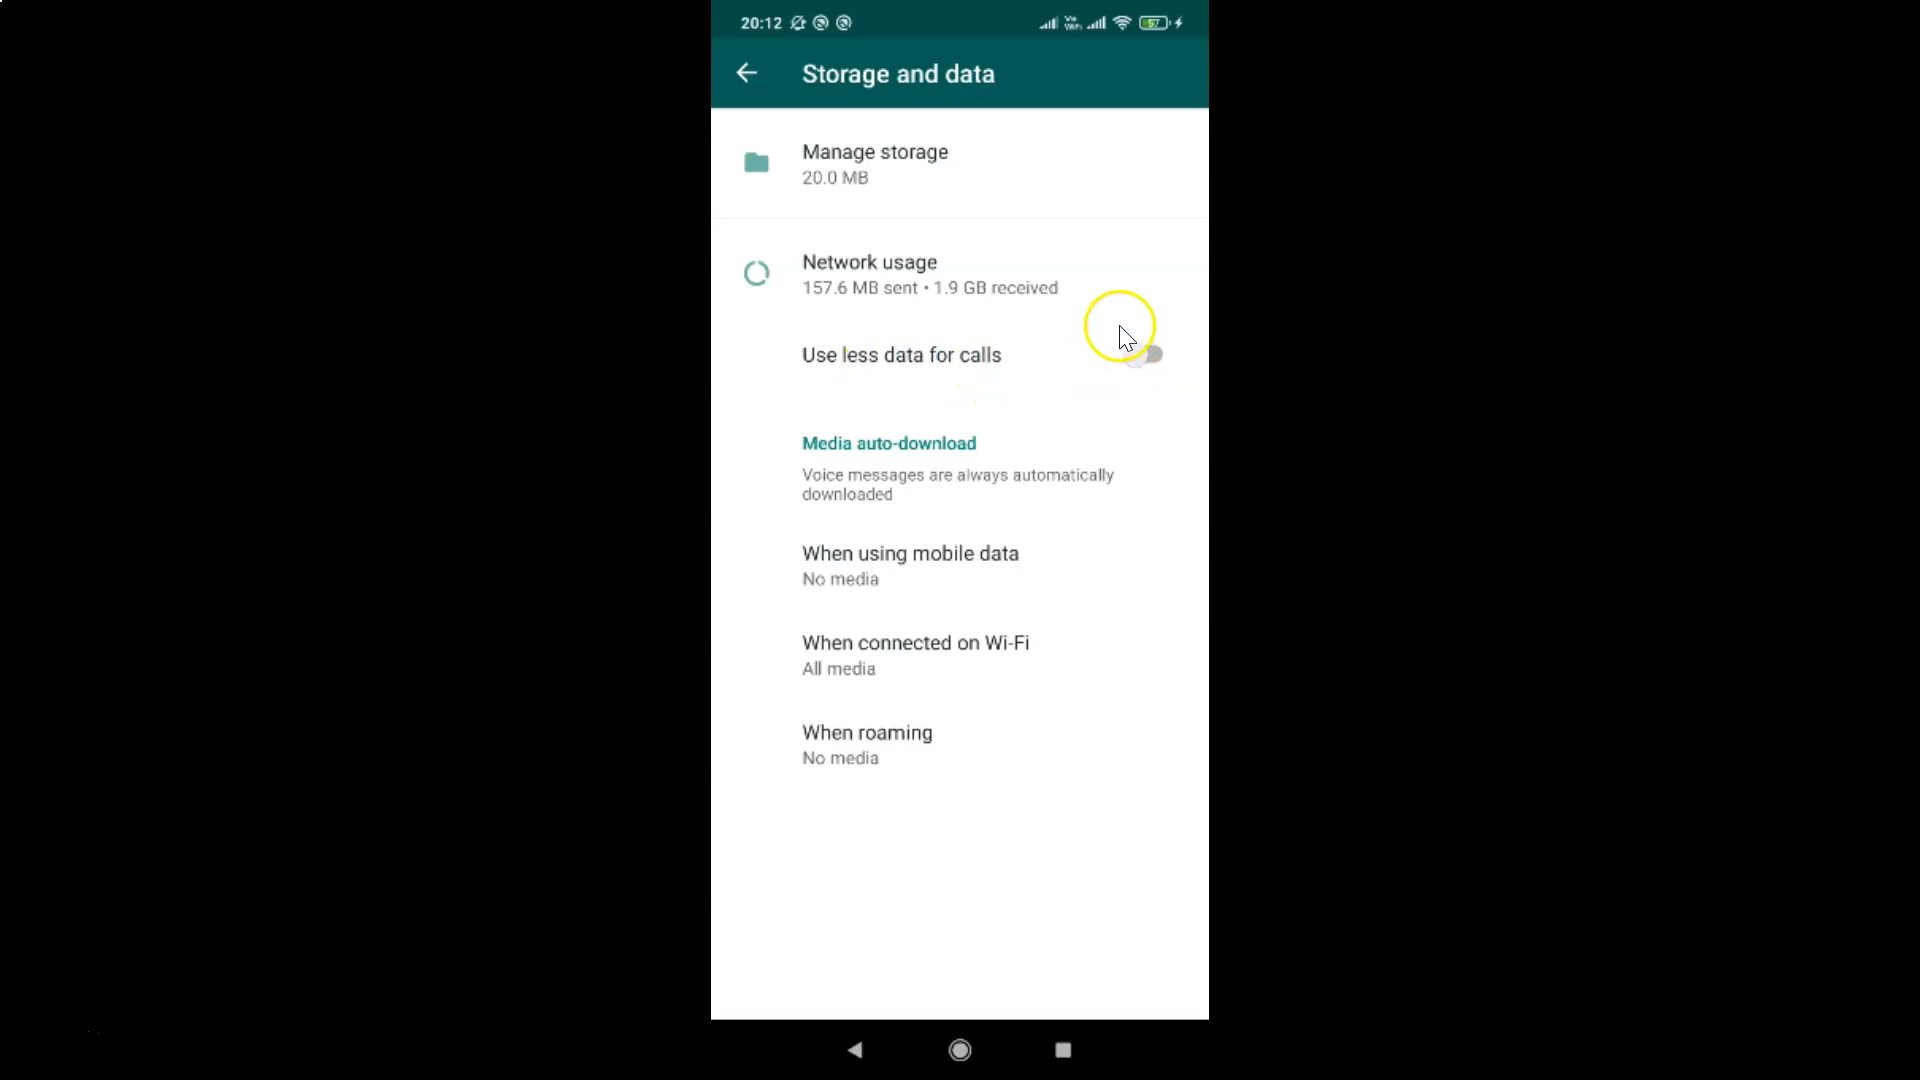 20:12
57
Storage and data
Manage storage
20.0 MB
Network usage
157.6 MB sent • 1.9 GB received
Use less data for calls
Media auto-download
Voice messages are always automatically
downloaded
When using mobile data
No media
When connected on Wi-Fi
All media
When roaming
No media